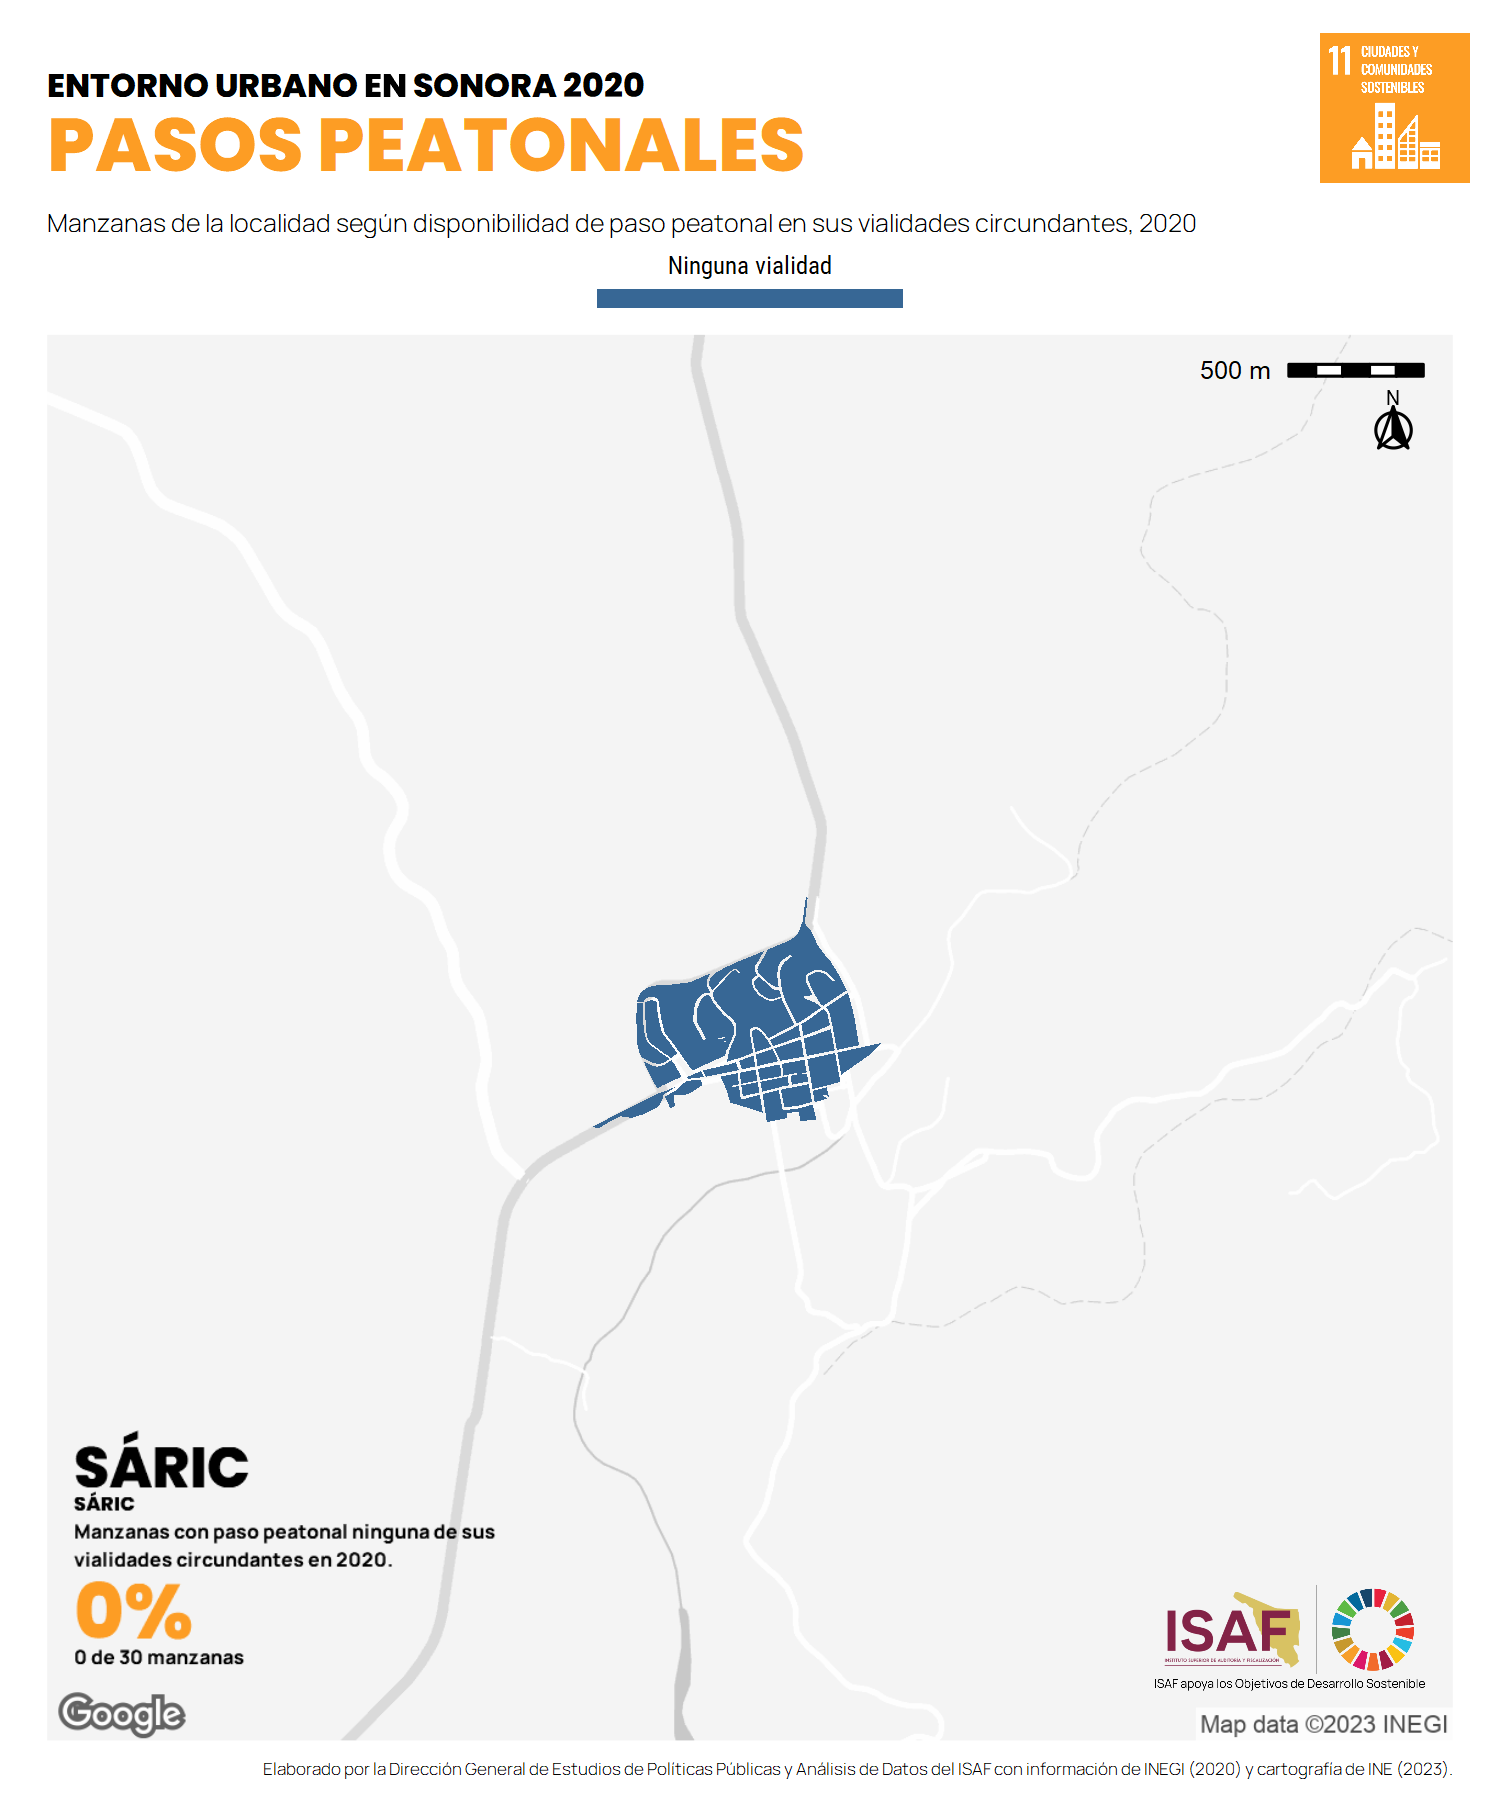 ENTORNO URBANO EN SONORA 2020
PASOS PEATONALES
11 CIUDADES Y
COMUNIDADES
SOSTENIBLES
Manzanas de la localidad según disponibilidad de paso peatonal en sus vialidades circundantes, 2020
Ninguna vialidad
500 m
N
SÁRIC
SÁRIC
Manzanas con paso peatonal ninguna de sus
vialidades circundantes en 2020.
0%
0 de 30 manzanas
ISAF
INSTITUTO SUPERIOR DE AUDITORÍA Y FISCALIZACIÓN
ISAF apoya los Objetivos de Desarrollo Sostenible
Google
Map data ©2023 INEGI
Elaborado por la Dirección General de Estudios de Políticas Públicas y Análisis de Datos del ISAF con información de INEGI (2020) y cartografía de INE (2023).